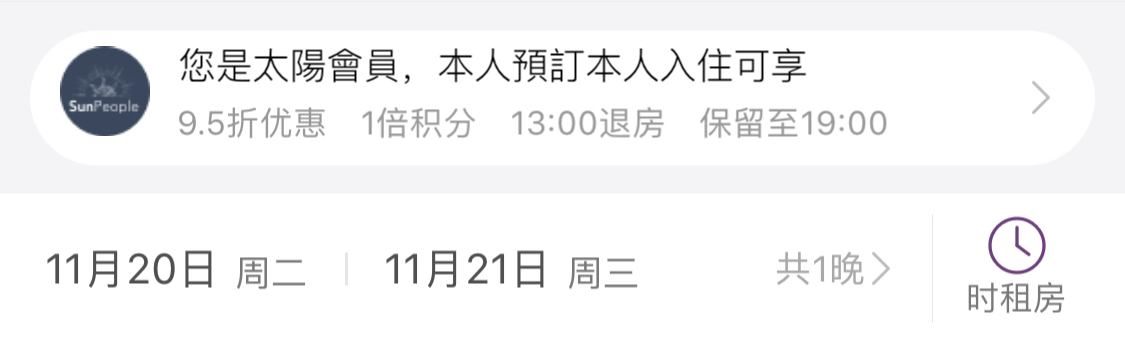 您是太陽會員，本人預訂本人入住可享
SunPeople
9.5折优惠 1倍积分 13:00退房 保留至19:00
11月20日 周二 11月21日 周三 共1晚
时租房